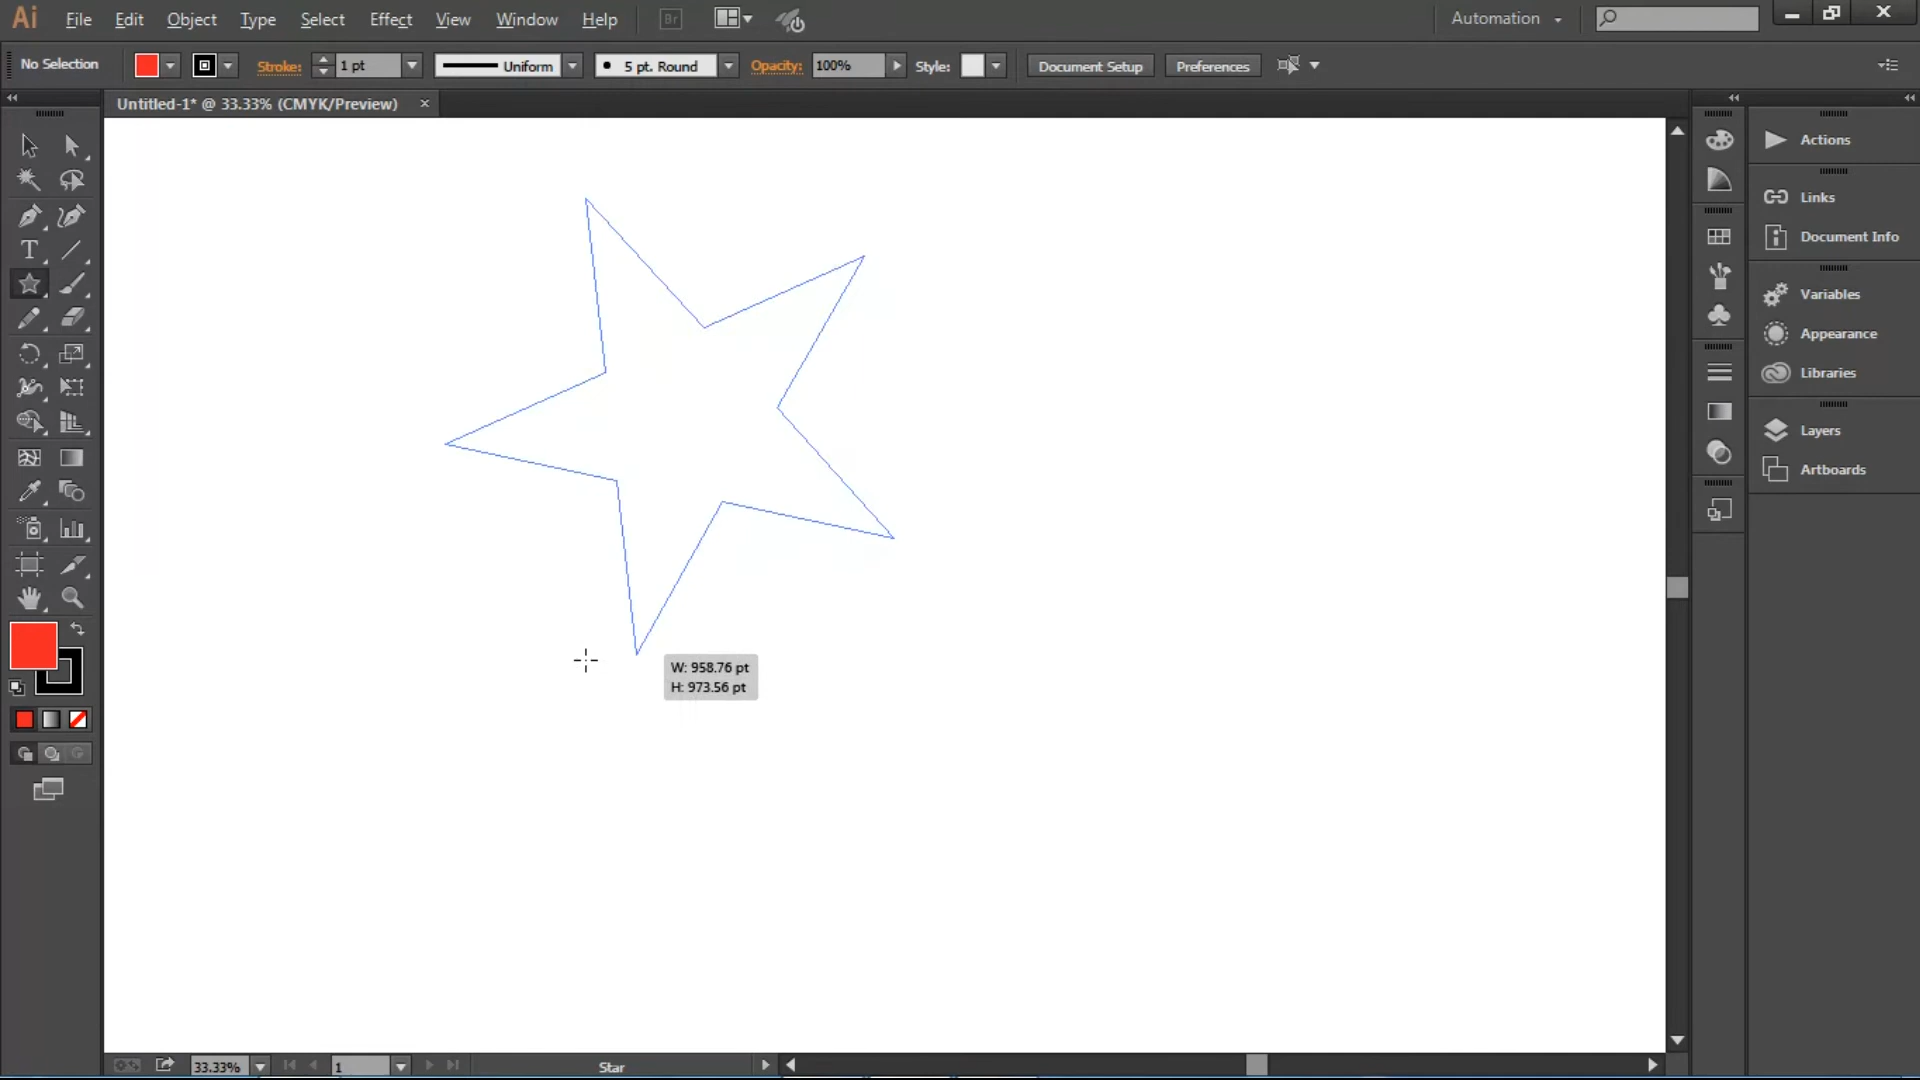 Ai File Edit Object Type Select Effect View Window Help Br Automation
No Selection Stroke: 1 pt Uniform 5 pt. Round Opacity: 100% Style: Document Setup Preferences
Untitled-1* @ 33.33% (CMYK/Preview)
Actions
Links
Document Info
Variables
Appearance
Libraries
Layers
Artboards
W: 958.76 pt
H: 973.56 pt
33.33% 1 Star